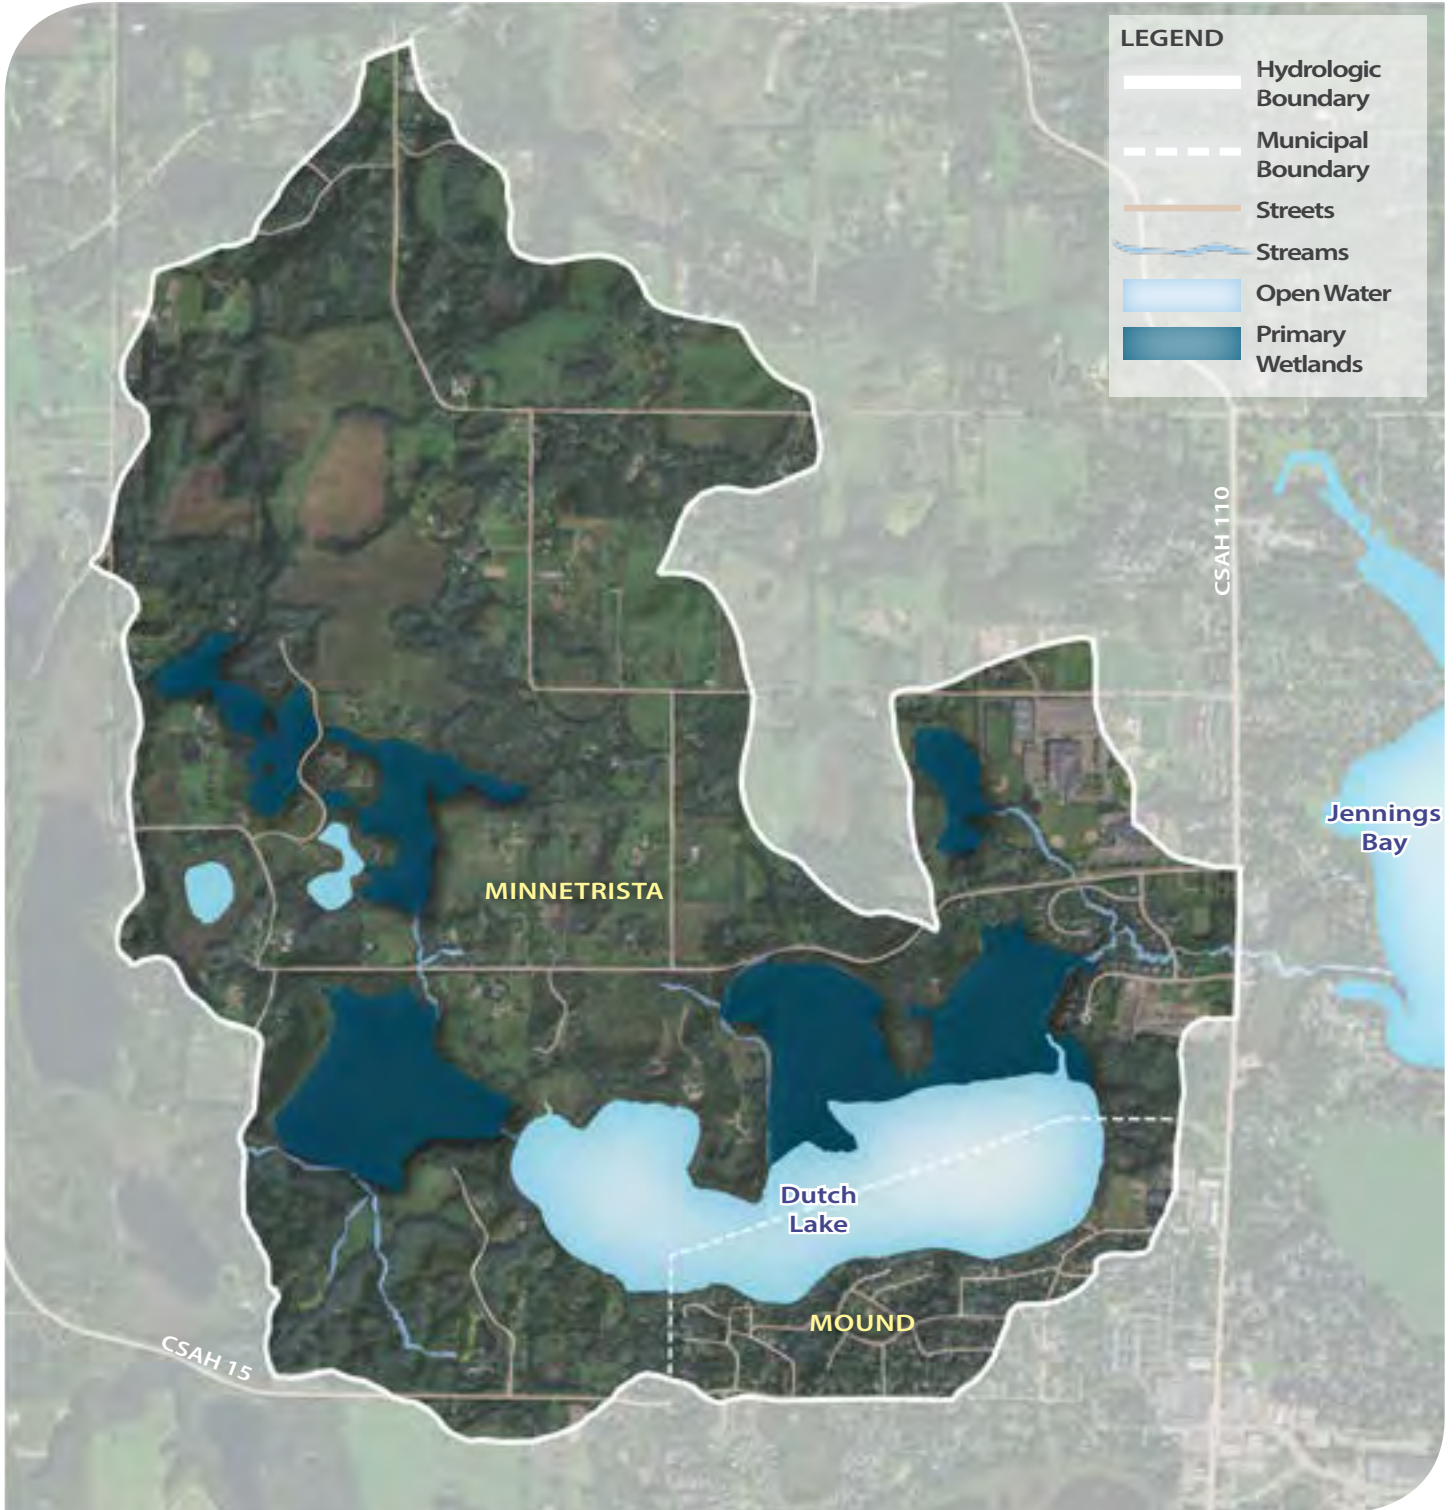 LEGEND
Hydrologic
Boundary
Municipal
Boundary
Streets
Streams
Open Water
Primary
Wetlands
CSAH 110
Jennings
Bay
MINNETRISTA
Dutch
Lake
MOUND
CSAH 15